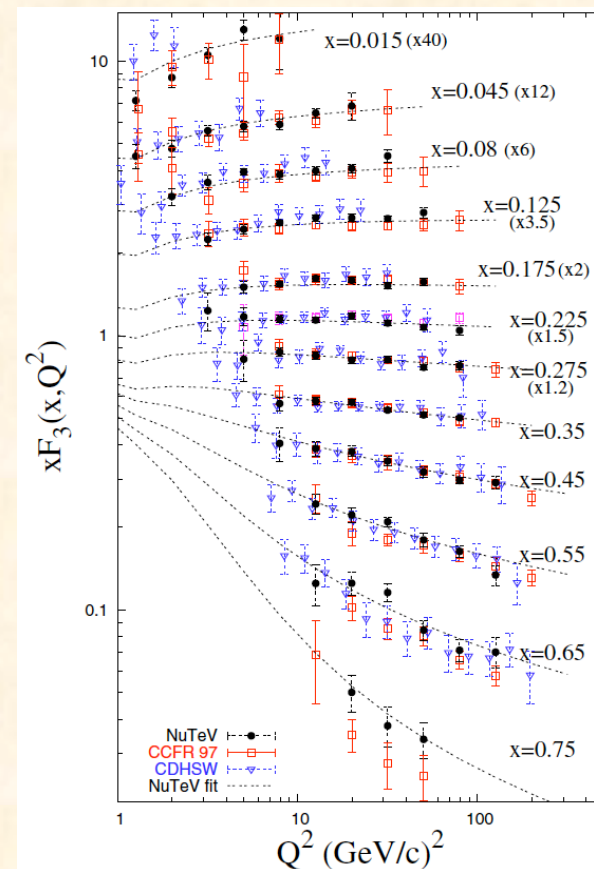 10
1
0.1
xF₃(x,Q²)
x=0.015 (x40)
x=0.045 (x12)
x=0.08 (x6)
x=0.125
(x3.5)
x=0.175 (x2)
x=0.225
(x1.5)
x=0.275
(x1.2)
x=0.35
x=0.45
x=0.55
x=0.65
x=0.75
NuTeV
CCFR 97
CDHSW
NuTeV fit
1 10 100
Q² (GeV/c)²